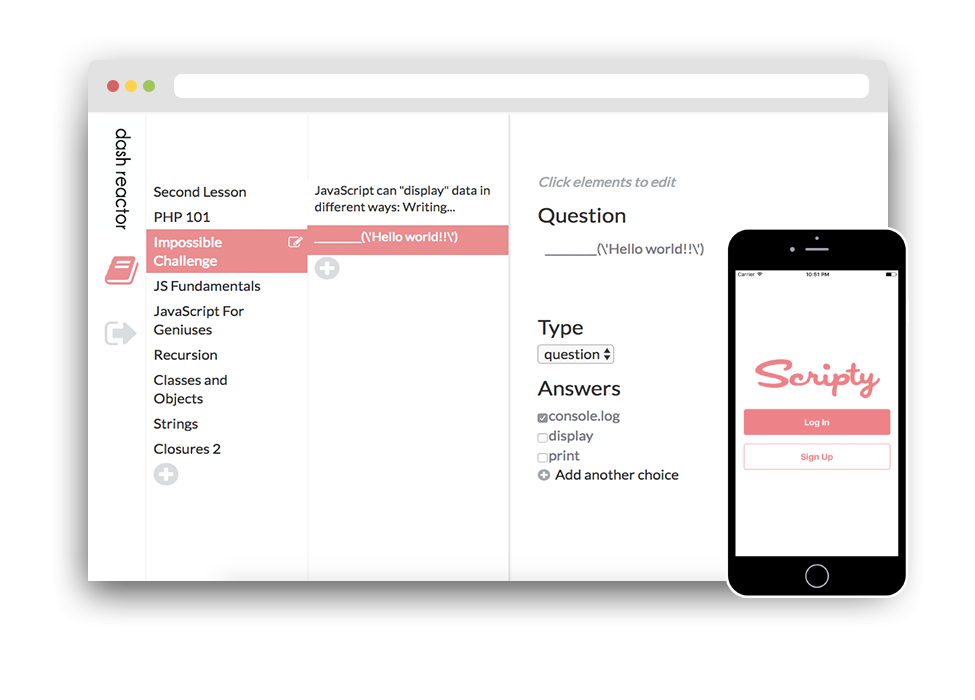 dash reactor
Second Lesson
PHP 101
Impossible
Challenge
JS Fundamentals
JavaScript For
Geniuses
Recursion
Classes and
Objects
Strings
Closures 2
JavaScript can "display" data in
different ways: Writing...
________(\'Hello world!!\')
Click elements to edit
Question
________(\'Hello world!!\')
Type
question
Answers
console.log
display
print
Add another choice
Carrier 10:51 PM
Scripty
Log In
Sign Up